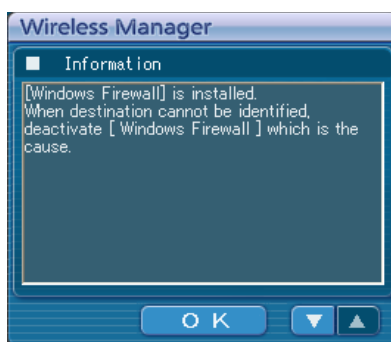 Wireless Manager
Information
[Windows Firewall] is installed.
When destination cannot be identified,
deactivate [ Windows Firewall ] which is the
cause.
O K